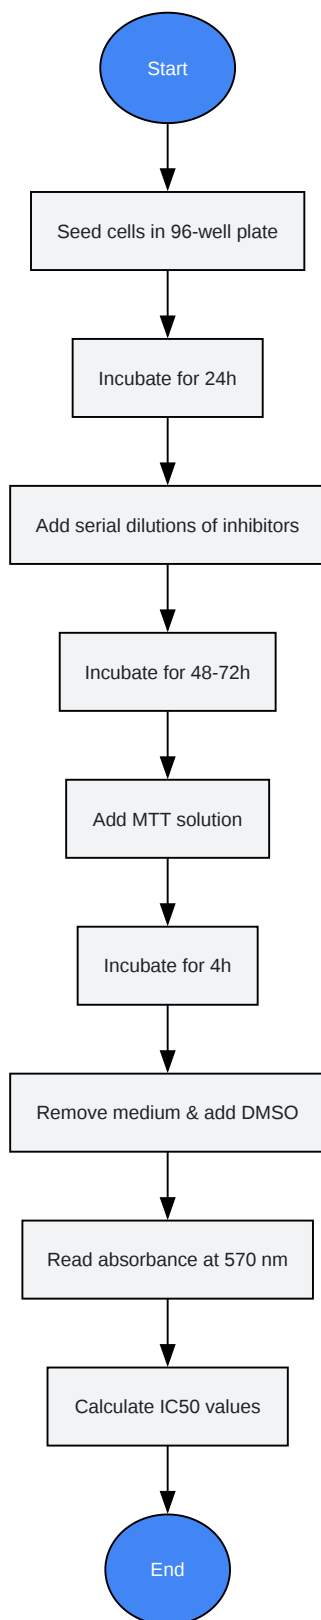 Start
Seed cells in 96-well plate
Incubate for 24h
Add serial dilutions of inhibitors
Incubate for 48-72h
Add MTT solution
Incubate for 4h
Remove medium & add DMSO
Read absorbance at 570 nm
Calculate IC50 values
End